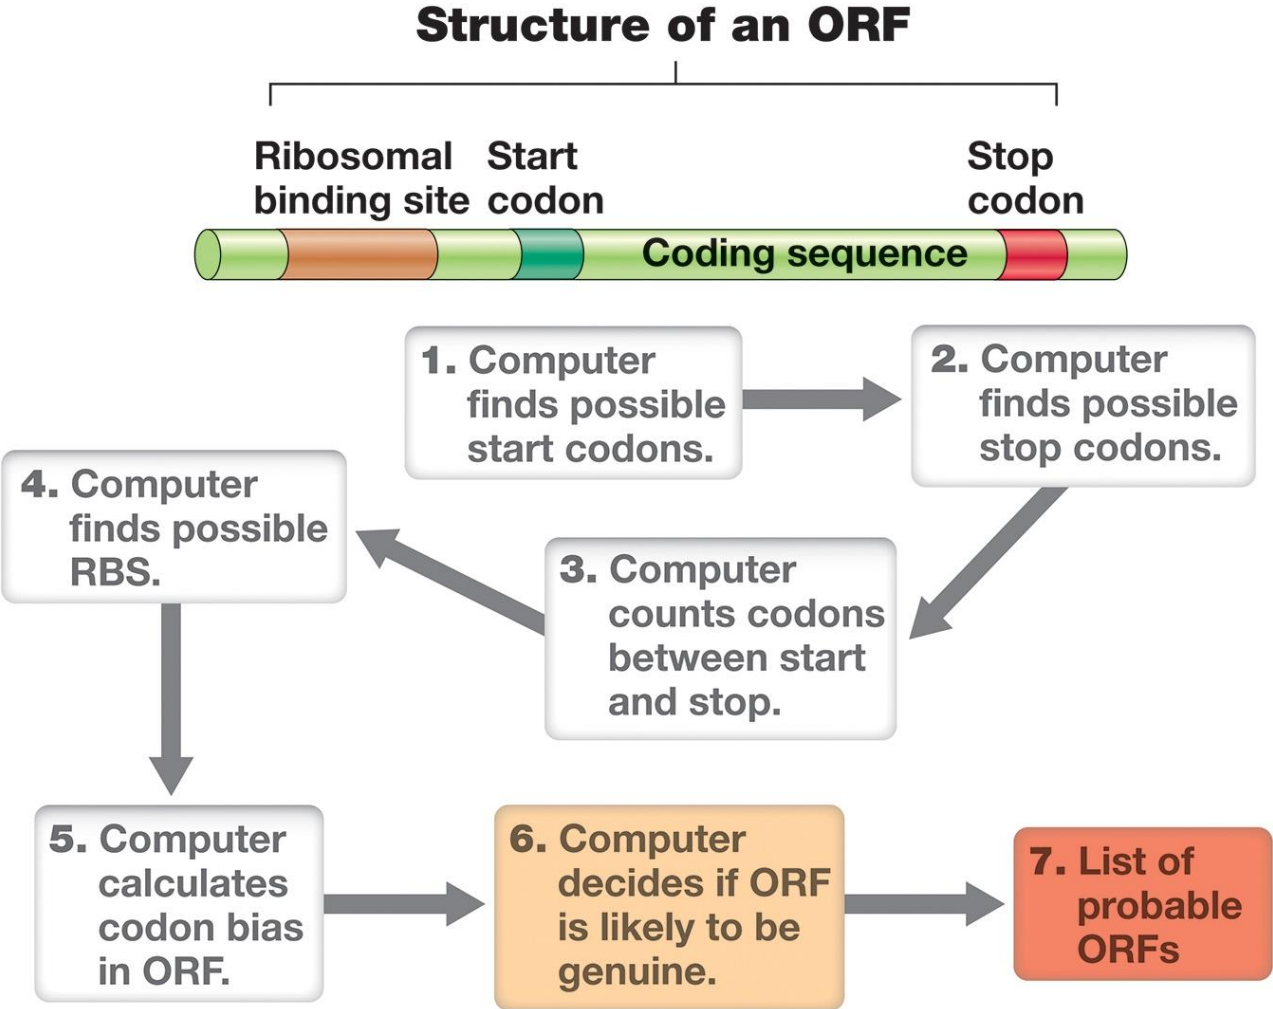 Structure of an ORF
Ribosomal
binding site
Start
codon
Stop
codon
Coding sequence
1. Computer
finds possible
start codons.
2. Computer
finds possible
stop codons.
3. Computer
counts codons
between start
and stop.
4. Computer
finds possible
RBS.
5. Computer
calculates
codon bias
in ORF.
6. Computer
decides if ORF
is likely to be
genuine.
7. List of
probable
ORFs